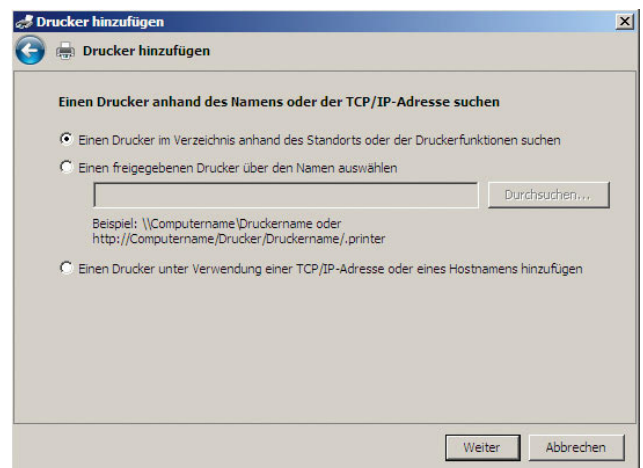 Drucker hinzufügen
Drucker hinzufügen
Einen Drucker anhand des Namens oder der TCP/IP-Adresse suchen
Einen Drucker im Verzeichnis anhand des Standorts oder der Druckerfunktionen suchen
Einen freigegebenen Drucker über den Namen auswählen
Durchsuchen...
Beispiel: \\Computername\Druckername oder
http://Computername/Drucker/Druckername/.printer
Einen Drucker unter Verwendung einer TCP/IP-Adresse oder eines Hostnamens hinzufügen
Weiter
Abbrechen